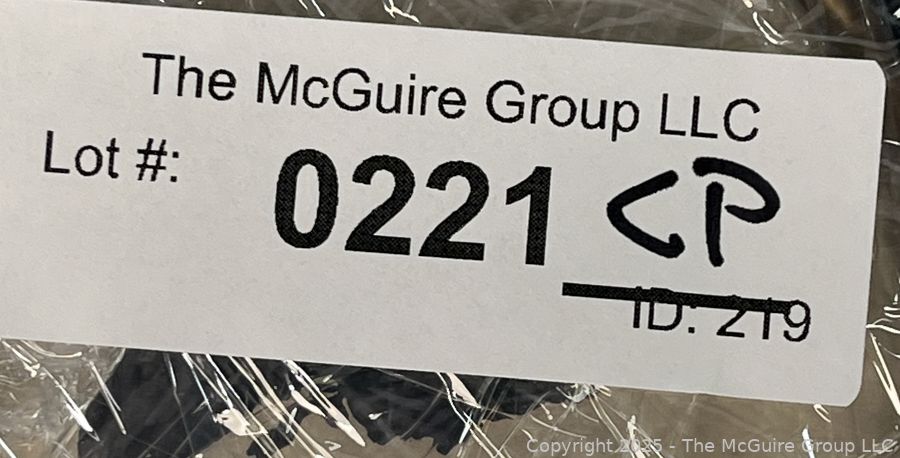 The McGuire Group LLC
Lot #: 0221 CP
ID: 219
Copyright 2025 - The McGuire Group LLC